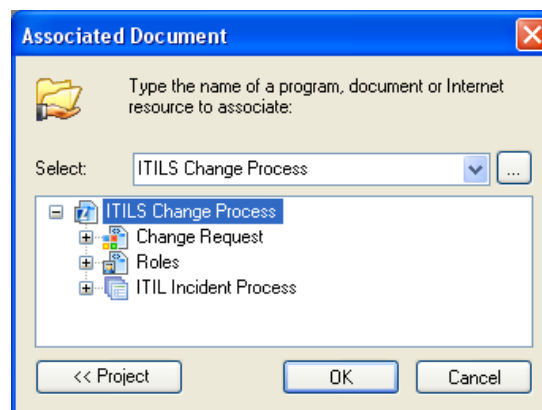 Associated Document
Type the name of a program, document or Internet
resource to associate:
Select:
ITILS Change Process
...
ITILS Change Process
Change Request
Roles
ITIL Incident Process
<< Project
OK
Cancel